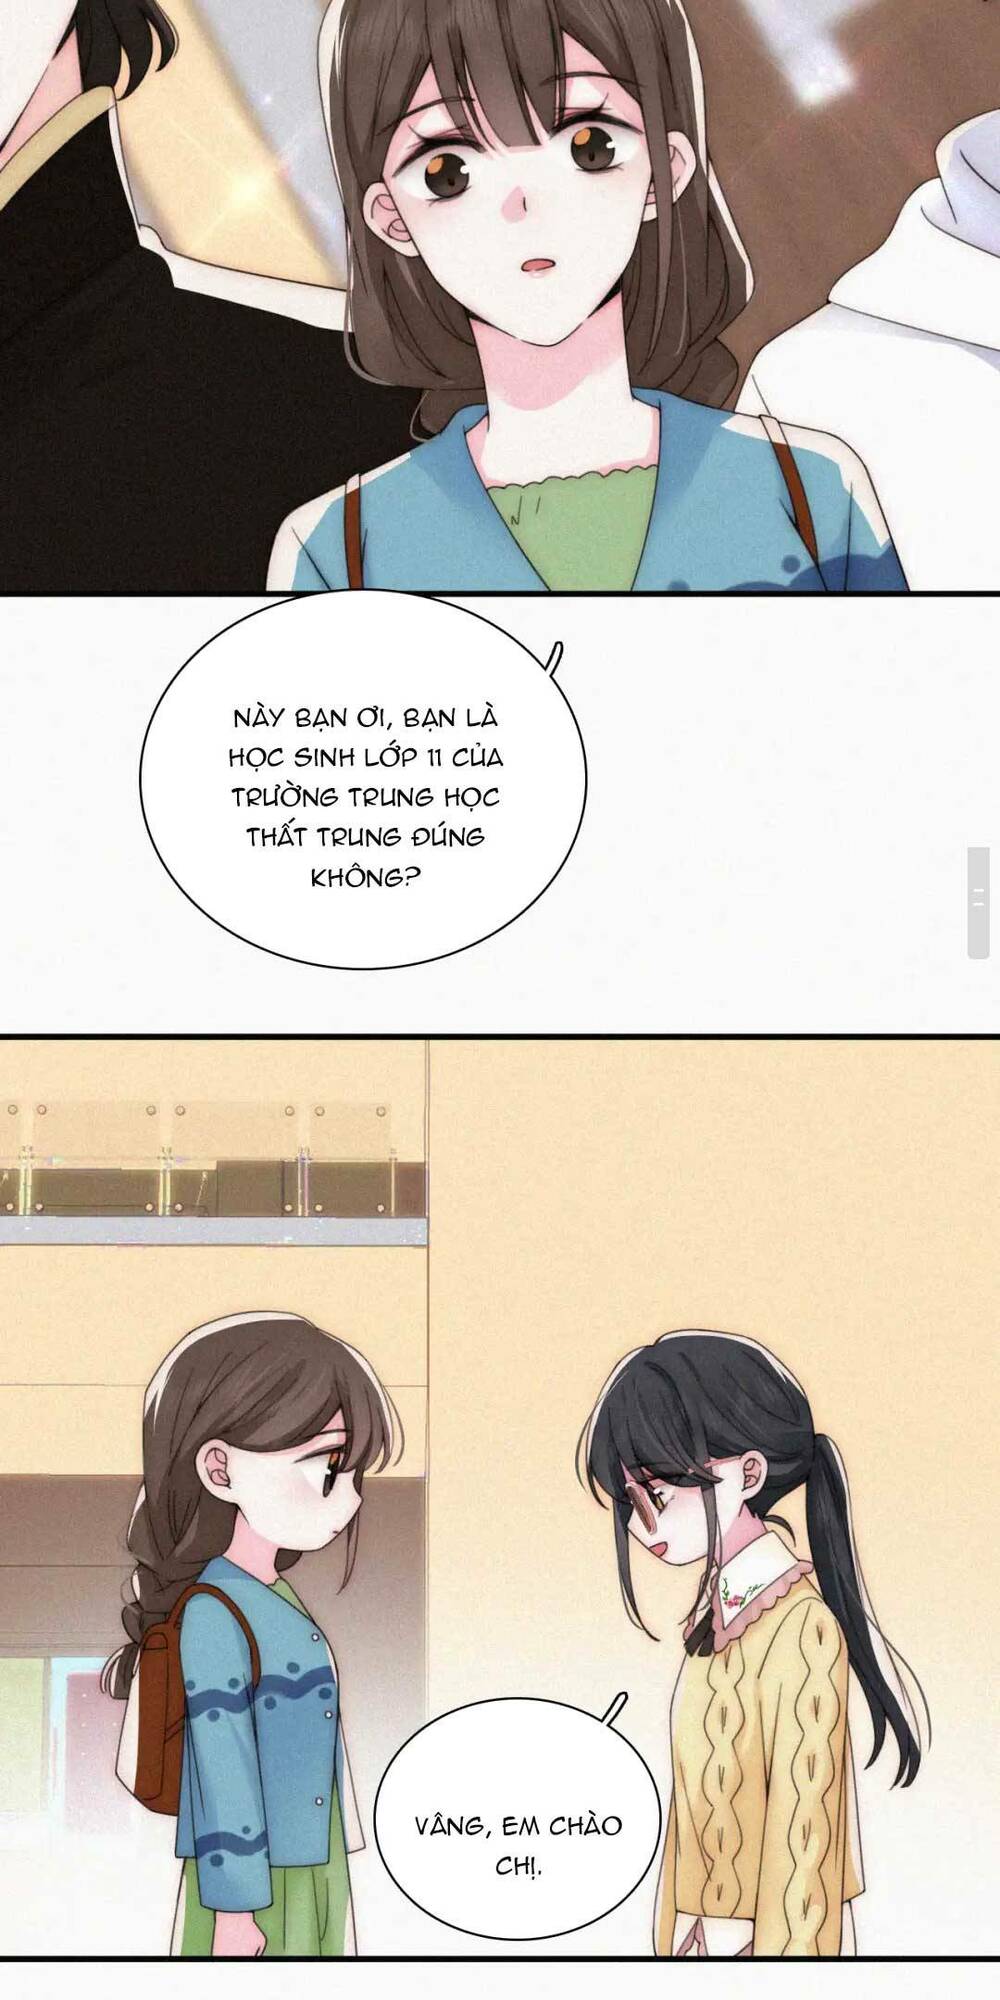 NÀY BẠN ƠI, BẠN LÀ
HỌC SINH LỚP 11 CỦA
TRƯỜNG TRUNG HỌC
THẤT TRUNG ĐÚNG
KHÔNG?
VÂNG, EM CHÀO
CHỊ.